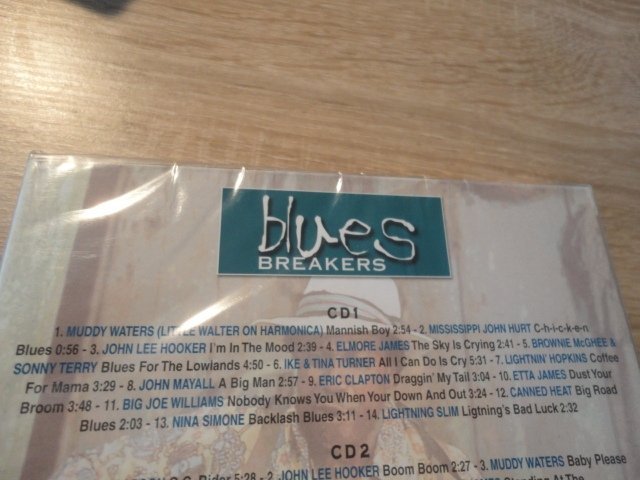 blues
BREAKERS
CD1
1. MUDDY WATERS (LITTLE WALTER ON HARMONICA) Mannish Boy 2:54 - 2. MISSISSIPPI JOHN HURT C-h-i-c-k-e-n
Blues 0:56 - 3. JOHN LEE HOOKER I'm In The Mood 2:39 - 4. ELMORE JAMES The Sky Is Crying 2:41 - 5. BROWNIE McGHEE &
SONNY TERRY Blues For The Lowlands 4:50 - 6. IKE & TINA TURNER All I Can Do Is Cry 5:31 - 7. LIGHTNIN' HOPKINS Coffee
For Mama 3:29 - 8. JOHN MAYALL A Big Man 2:57 - 9. ERIC CLAPTON Draggin' My Tail 3:04 - 10. ETTA JAMES Dust Your
Broom 3:48 - 11. BIG JOE WILLIAMS Nobody Knows You When Your Down And Out 3:24 - 12. CANNED HEAT Big Road
Blues 2:03 - 13. NINA SIMONE Backlash Blues 3:11 - 14. LIGHTNING SLIM Ligtning's Bad Luck 2:32
CD2
Rider 5:28 - 2. JOHN LEE HOOKER Boom Boom 2:27 - 3. MUDDY WATERS Baby Please
Standing At The